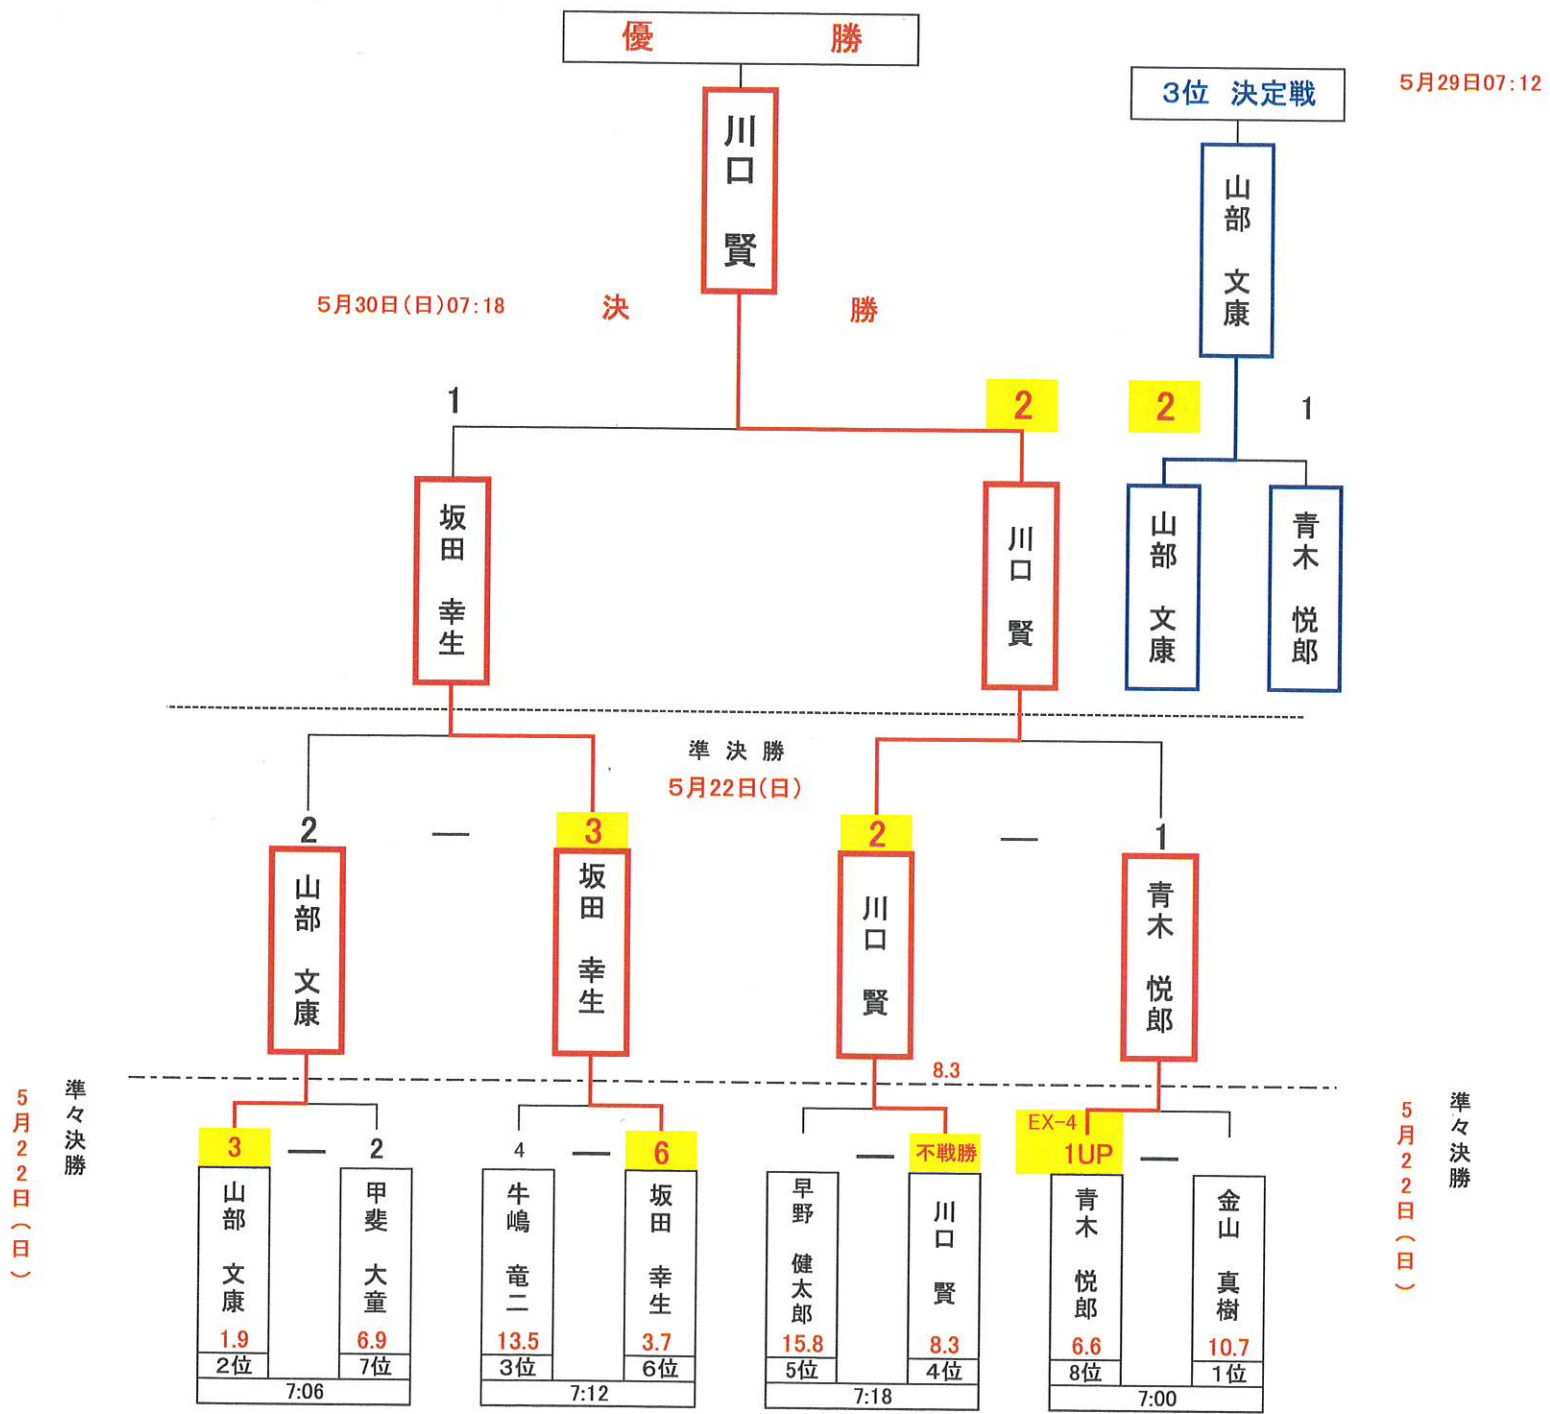 優 勝
3位 決定戦
5月29日07:12
川口 賢
山部 文康
5月30日(日)07:18
決 勝
1
2
2
1
坂田 幸生
川口 賢
山部 文康
青木 悦郎
準 決 勝
5月22日(日)
2 — 3
2 — 1
山部 文康
坂田 幸生
川口 賢
青木 悦郎
8.3
5月22日(日)
準々決勝
5月22日(日)
準々決勝
3 — 2
4 — 6
— 不戦勝
EX-4
1UP —
山部 文康
甲斐 大童
牛嶋 竜二
坂田 幸生
早野 健太郎
川口 賢
青木 悦郎
金山 真樹
1.9
6.9
13.5
3.7
15.8
8.3
6.6
10.7
2位
7位
3位
6位
5位
4位
8位
1位
7:06
7:12
7:18
7:00